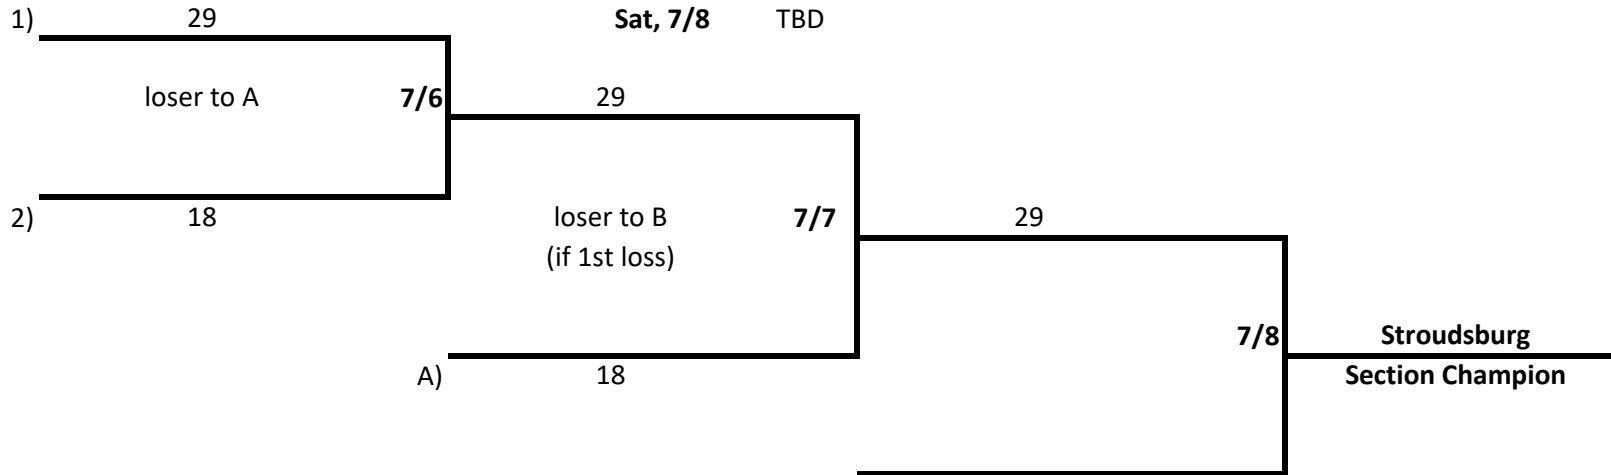 1) 29 Sat, 7/8 TBD
loser to A 7/6 29
2) 18 loser to B 7/7 29
(if 1st loss)
7/8 Stroudsburg
A) 18 Section Champion